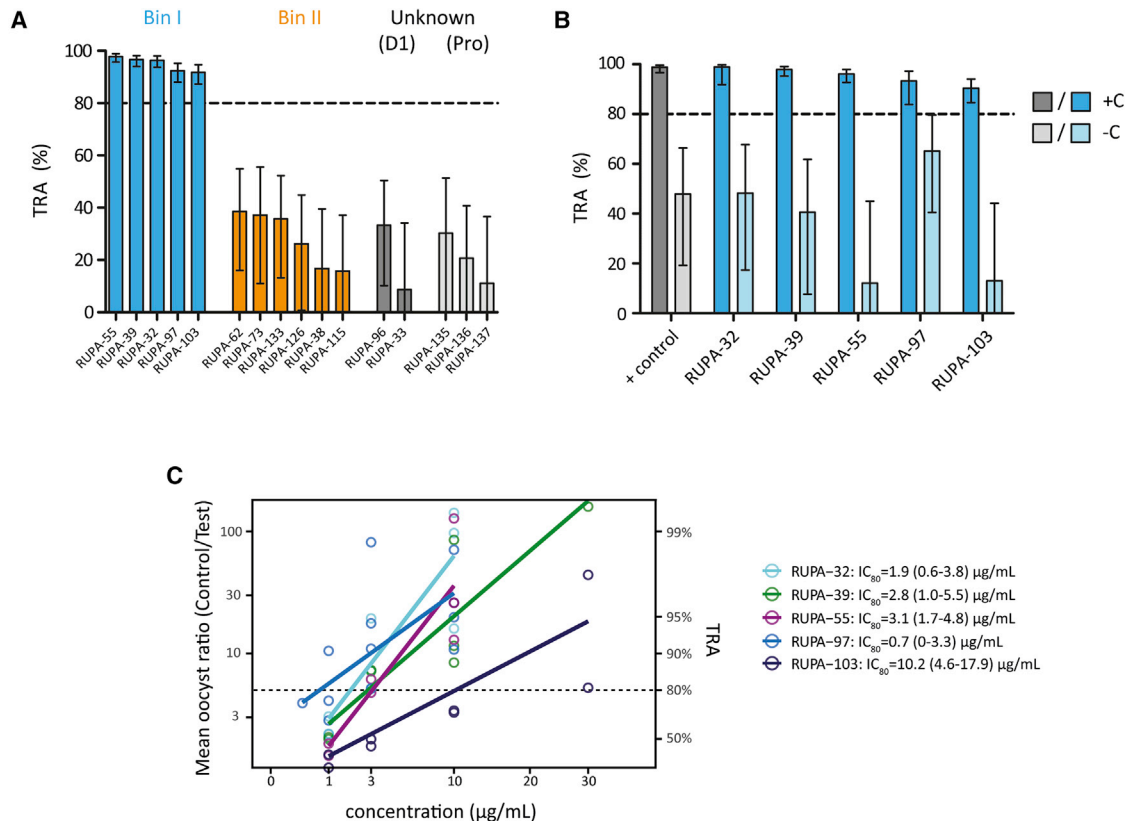 A
Bin I
Bin II
Unknown
(D1)
(Pro)
TRA (%)
100
80
60
40
20
0
RUPA-55
RUPA-39
RUPA-32
RUPA-97
RUPA-103
RUPA-62
RUPA-73
RUPA-133
RUPA-126
RUPA-38
RUPA-115
RUPA-96
RUPA-33
RUPA-135
RUPA-136
RUPA-137
B
TRA (%)
100
80
60
40
20
0
+ control
RUPA-32
RUPA-39
RUPA-55
RUPA-97
RUPA-103
/ +C
/ -C
C
Mean oocyst ratio (Control/Test)
100
30
10
3
0
1
3
10
20
30
concentration (µg/mL)
99%
95%
90%
80%
50%
TRA
RUPA−32: IC80=1.9 (0.6-3.8) µg/mL
RUPA−39: IC80=2.8 (1.0-5.5) µg/mL
RUPA−55: IC80=3.1 (1.7-4.8) µg/mL
RUPA−97: IC80=0.7 (0-3.3) µg/mL
RUPA−103: IC80=10.2 (4.6-17.9) µg/mL